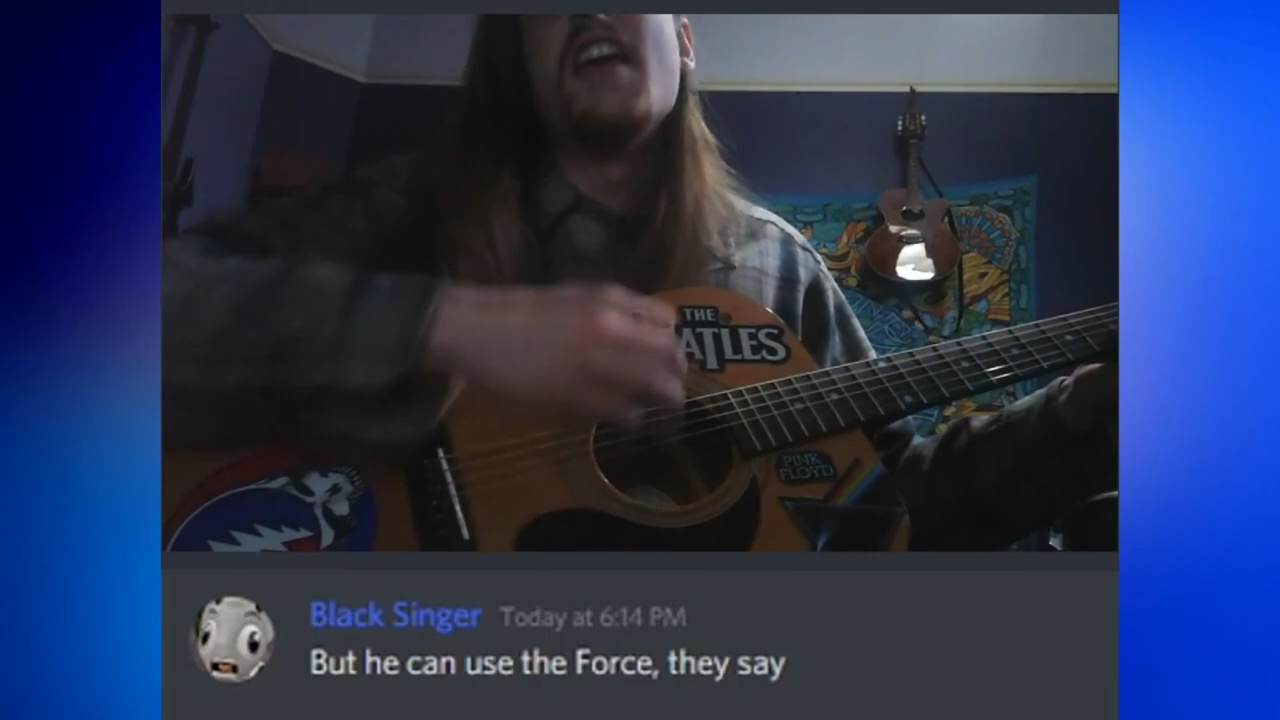 THE
ATLES
PINK
FLOYD
Black Singer Today at 6:14 PM
But he can use the Force, they say